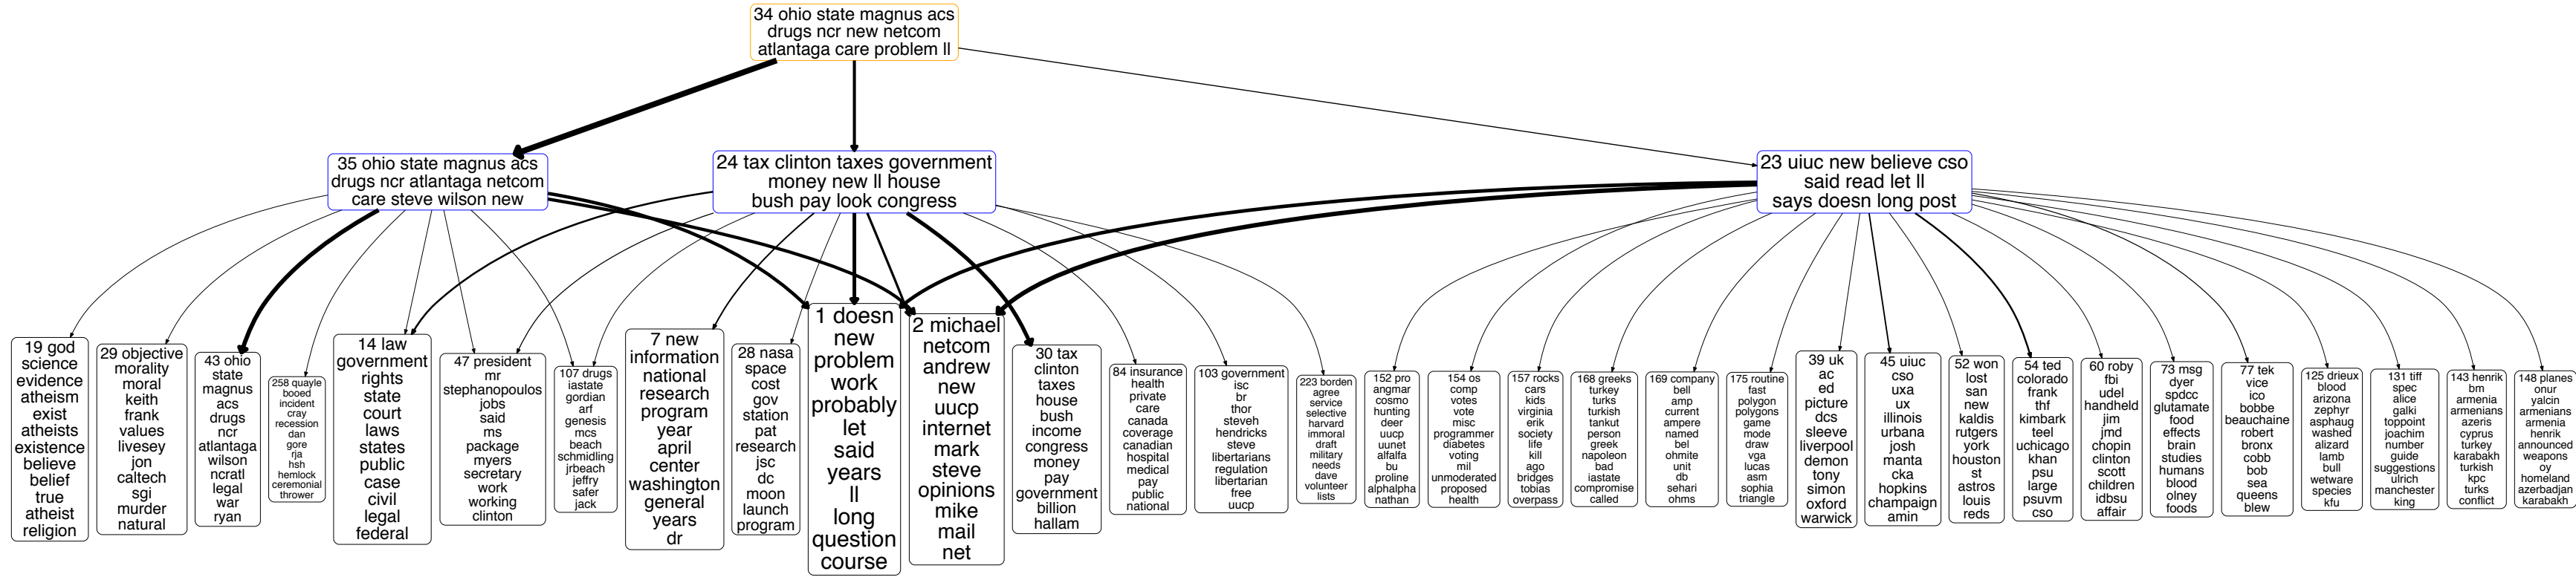 34 ohio state magnus acs
drugs ncr new netcom
atlantaga care problem ll
35 ohio state magnus acs
drugs ncr atlantaga netcom
care steve wilson new
24 tax clinton taxes government
money new ll house
bush pay look congress
23 uiuc new believe cso
said read let ll
says doesn long post
19 god
science
evidence
atheism
exist
atheists
existence
believe
belief
true
atheist
religion
29 objective
morality
moral
keith
frank
values
livesey
jon
caltech
sgi
murder
natural
43 ohio
state
magnus
acs
drugs
ncr
atlantaga
wilson
ncratl
legal
war
ryan
258 quayle
booed
incident
cray
recession
dan
gore
rja
hsh
hemlock
ceremonial
thrower
14 law
government
rights
state
court
laws
states
public
case
civil
legal
federal
47 president
mr
stephanopoulos
jobs
said
ms
package
myers
secretary
work
working
clinton
107 drugs
iastate
gordian
arf
genesis
mcs
beach
schmidling
jrbeach
jeffry
safer
jack
7 new
information
national
research
program
year
april
center
washington
general
years
dr
28 nasa
space
cost
gov
station
pat
research
jsc
dc
moon
launch
program
1 doesn
new
problem
work
probably
let
said
years
ll
long
question
course
2 michael
netcom
andrew
new
uucp
internet
mark
steve
opinions
mike
mail
net
30 tax
clinton
taxes
house
bush
income
congress
money
pay
government
billion
hallam
84 insurance
health
private
care
canada
coverage
canadian
hospital
medical
pay
public
national
103 government
isc
br
thor
steveh
hendricks
steve
libertarians
regulation
libertarian
free
uucp
223 borden
agree
service
selective
harvard
immoral
draft
military
needs
dave
volunteer
lists
152 pro
angmar
cosmo
hunting
deer
uucp
uunet
alfalfa
bu
proline
alphalpha
nathan
154 os
comp
votes
vote
misc
programmer
diabetes
voting
mil
unmoderated
proposed
health
157 rocks
cars
kids
virginia
erik
society
life
kill
ago
bridges
tobias
overpass
168 greeks
turkey
turks
turkish
tankut
person
greek
napoleon
bad
iastate
compromise
called
169 company
bell
amp
current
ampere
named
bel
ohmite
unit
db
sehari
ohms
175 routine
fast
polygon
polygons
game
mode
draw
vga
lucas
asm
sophia
triangle
39 uk
ac
ed
picture
dcs
sleeve
liverpool
demon
tony
simon
oxford
warwick
45 uiuc
cso
uxa
ux
illinois
urbana
josh
manta
cka
hopkins
champaign
amin
52 won
lost
san
new
kaldis
rutgers
york
houston
st
astros
louis
reds
54 ted
colorado
frank
thf
kimbark
teel
uchicago
khan
psu
large
psuvm
cso
60 roby
fbi
udel
handheld
jim
jmd
chopin
clinton
scott
children
idbsu
affair
73 msg
dyer
spdcc
glutamate
food
effects
brain
studies
humans
blood
olney
foods
77 tek
vice
ico
bobbe
beauchaine
robert
bronx
cobb
bob
sea
queens
blew
125 drieux
blood
arizona
zephyr
asphaug
washed
alizard
lamb
bull
wetware
species
kfu
131 tiff
spec
alice
galki
toppoint
joachim
number
guide
suggestions
ulrich
manchester
king
143 henrik
bm
armenia
armenians
azeris
cyprus
turkey
karabakh
turkish
kpc
turks
conflict
148 planes
onur
yalcin
armenians
armenia
henrik
announced
weapons
oy
homeland
azerbadjan
karabakh